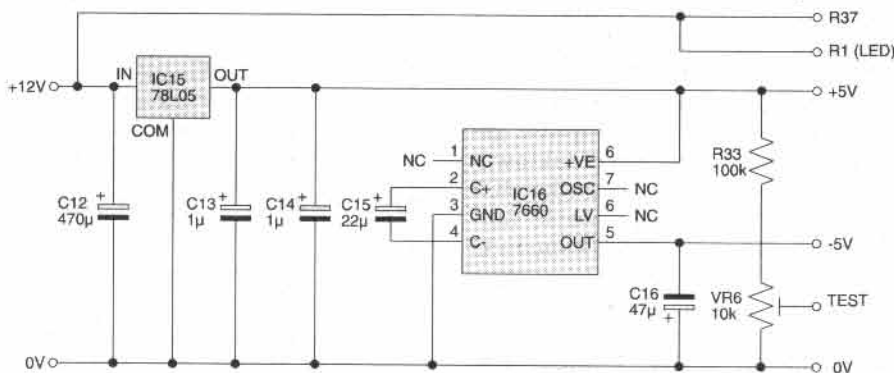 R37
R1 (LED)
+12V
IN
IC15
78L05
OUT
COM
+5V
NC
1
NC
+VE
6
2
C+
IC16
7660
OSC
7
NC
3
GND
LV
6
NC
4
C-
OUT
5
-5V
C12
470µ
+
C13
1µ
+
C14
1µ
+
C15
22µ
+
R33
100k
C16
47µ
+
VR6
10k
TEST
0V
0V